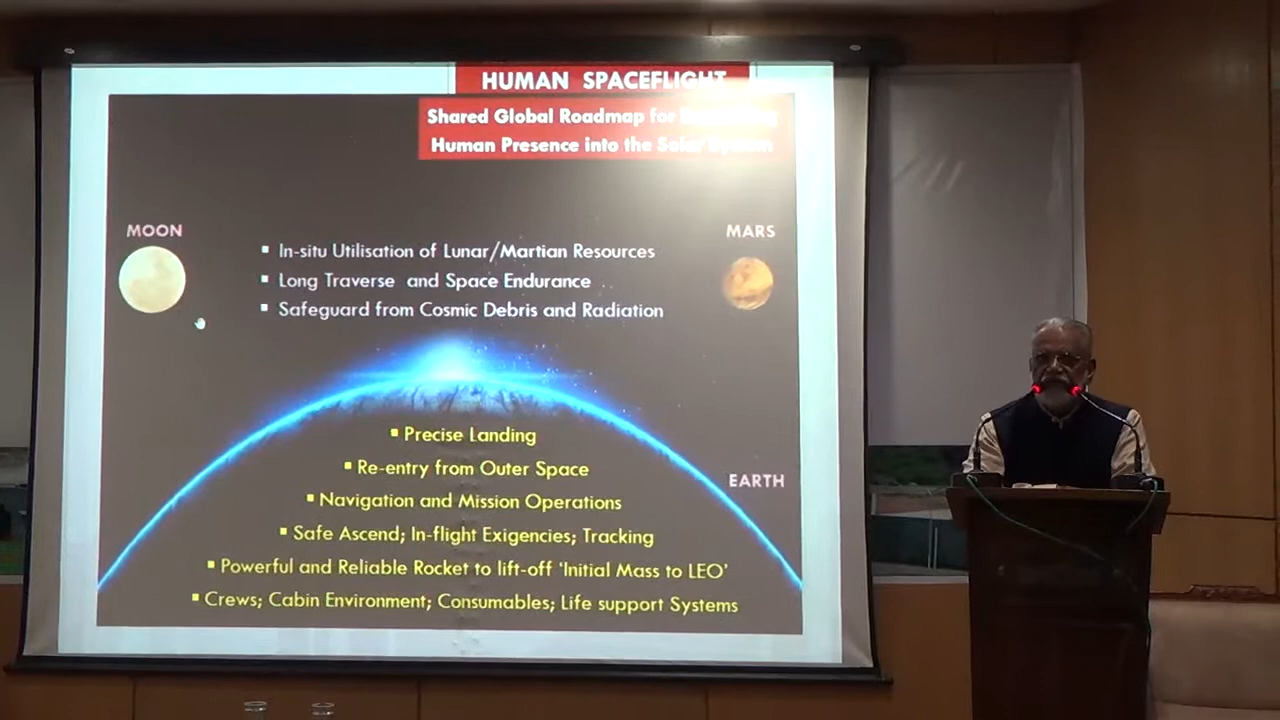 HUMAN SPACEFLIGHT
Shared Global Roadmap for
Human Presence into the Solar System
MOON
MARS
▪ In-situ Utilisation of Lunar/Martian Resources
▪ Long Traverse and Space Endurance
▪ Safeguard from Cosmic Debris and Radiation
▪ Precise Landing
▪ Re-entry from Outer Space
EARTH
▪ Navigation and Mission Operations
▪ Safe Ascend; In-flight Exigencies; Tracking
▪ Powerful and Reliable Rocket to lift-off ‘Initial Mass to LEO’
▪ Crews; Cabin Environment; Consumables; Life support Systems